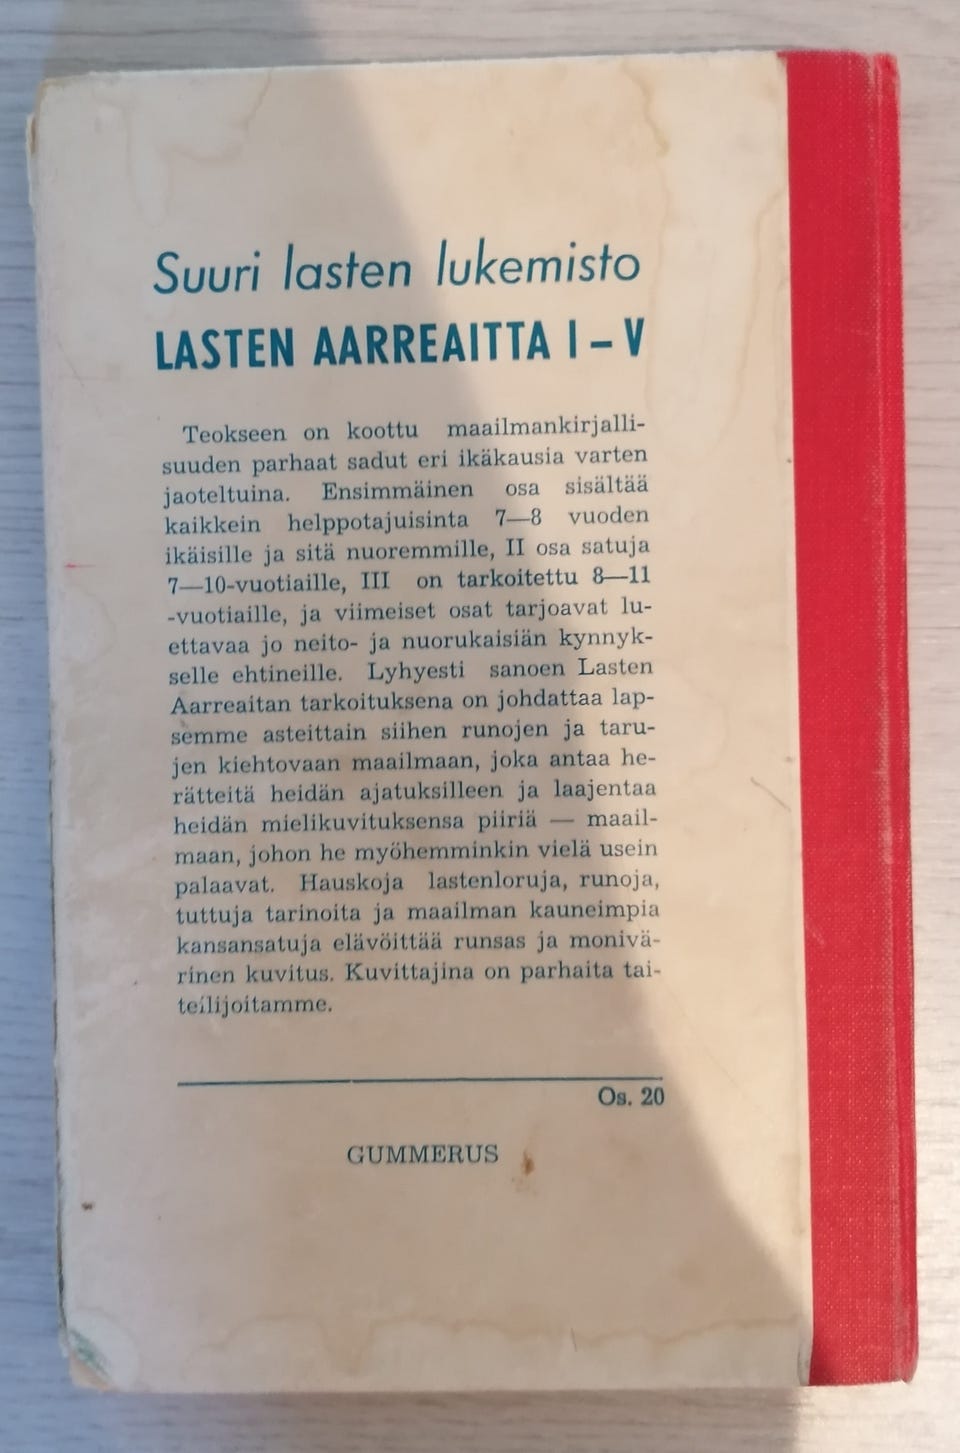 Suuri lasten lukemisto
LASTEN AARREAITTA I – V
Teokseen on koottu maailmankirjalli-
suuden parhaat sadut eri ikäkausia varten
jaoteltuina. Ensimmäinen osa sisältää
kaikkein helppotajuisinta 7—8 vuoden
ikäisille ja sitä nuoremmille, II osa satuja
7—10-vuotiaille, III on tarkoitettu 8—11
-vuotiaille, ja viimeiset osat tarjoavat lu-
ettavaa jo neito- ja nuorukaisiän kynnyk-
selle ehtineille. Lyhyesti sanoen Lasten
Aarreaitan tarkoituksena on johdattaa lap-
semme asteittain siihen runojen ja taru-
jen kiehtovaan maailmaan, joka antaa he-
rätteitä heidän ajatuksilleen ja laajentaa
heidän mielikuvituksensa piiriä — maail-
maan, johon he myöhemminkin vielä usein
palaavat. Hauskoja lastenloruja, runoja,
tuttuja tarinoita ja maailman kauneimpia
kansansatuja elävöittää runsas ja monivä-
rinen kuvitus. Kuvittajina on parhaita tai-
teilijoitamme.
Os. 20
GUMMERUS